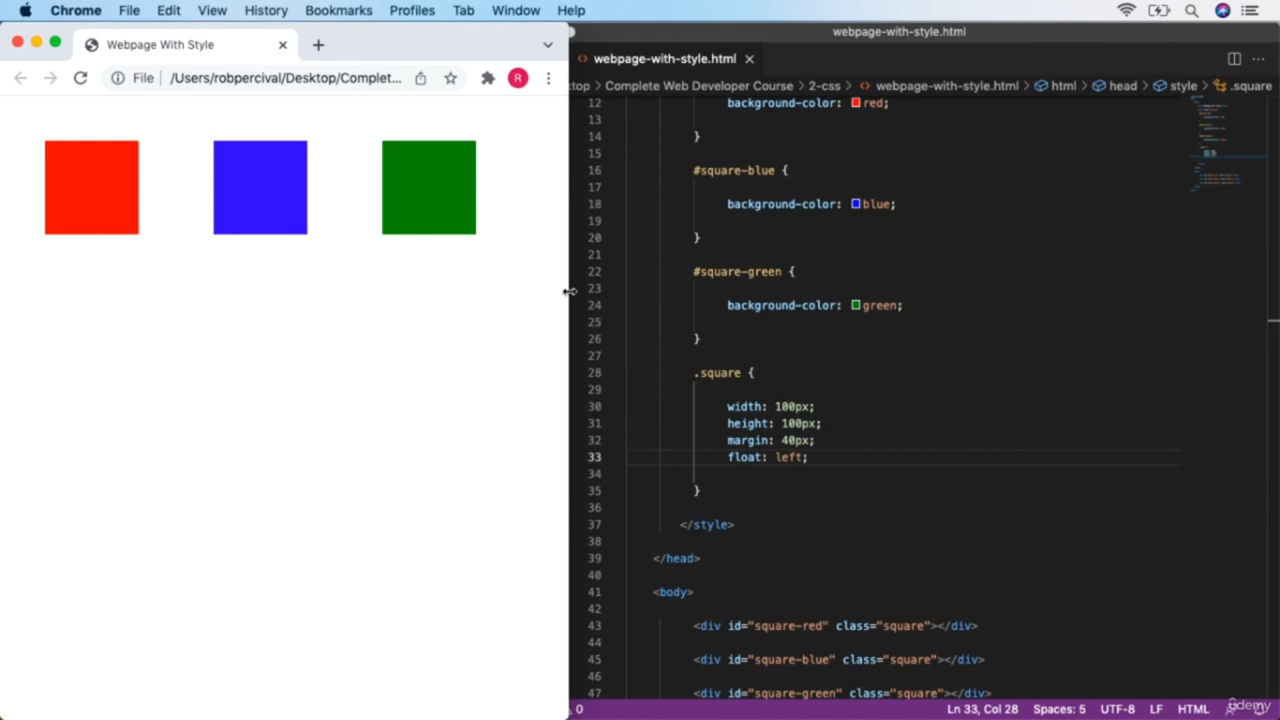 Chrome File Edit View History Bookmarks Profiles Tab Window Help
webpage-with-style.html
Webpage With Style
webpage-with-style.html
File /Users/robpercival/Desktop/Complet...
R
top > Complete Web Developer Course > 2-css > webpage-with-style.html > html > head > style > .square
12 background-color: red;
13
14 }
15
16 #square-blue {
17
18 background-color: blue;
19
20 }
21
22 #square-green {
23
24 background-color: green;
25
26 }
27
28 .square {
29
30 width: 100px;
31 height: 100px;
32 margin: 40px;
33 float: left;
34
35 }
36
37 </style>
38
39 </head>
40
41 <body>
42
43 <div id="square-red" class="square"></div>
44
45 <div id="square-blue" class="square"></div>
46
47 <div id="square-green" class="square"></div>
0 Ln 33, Col 28 Spaces: 5 UTF-8 LF HTML
udemy